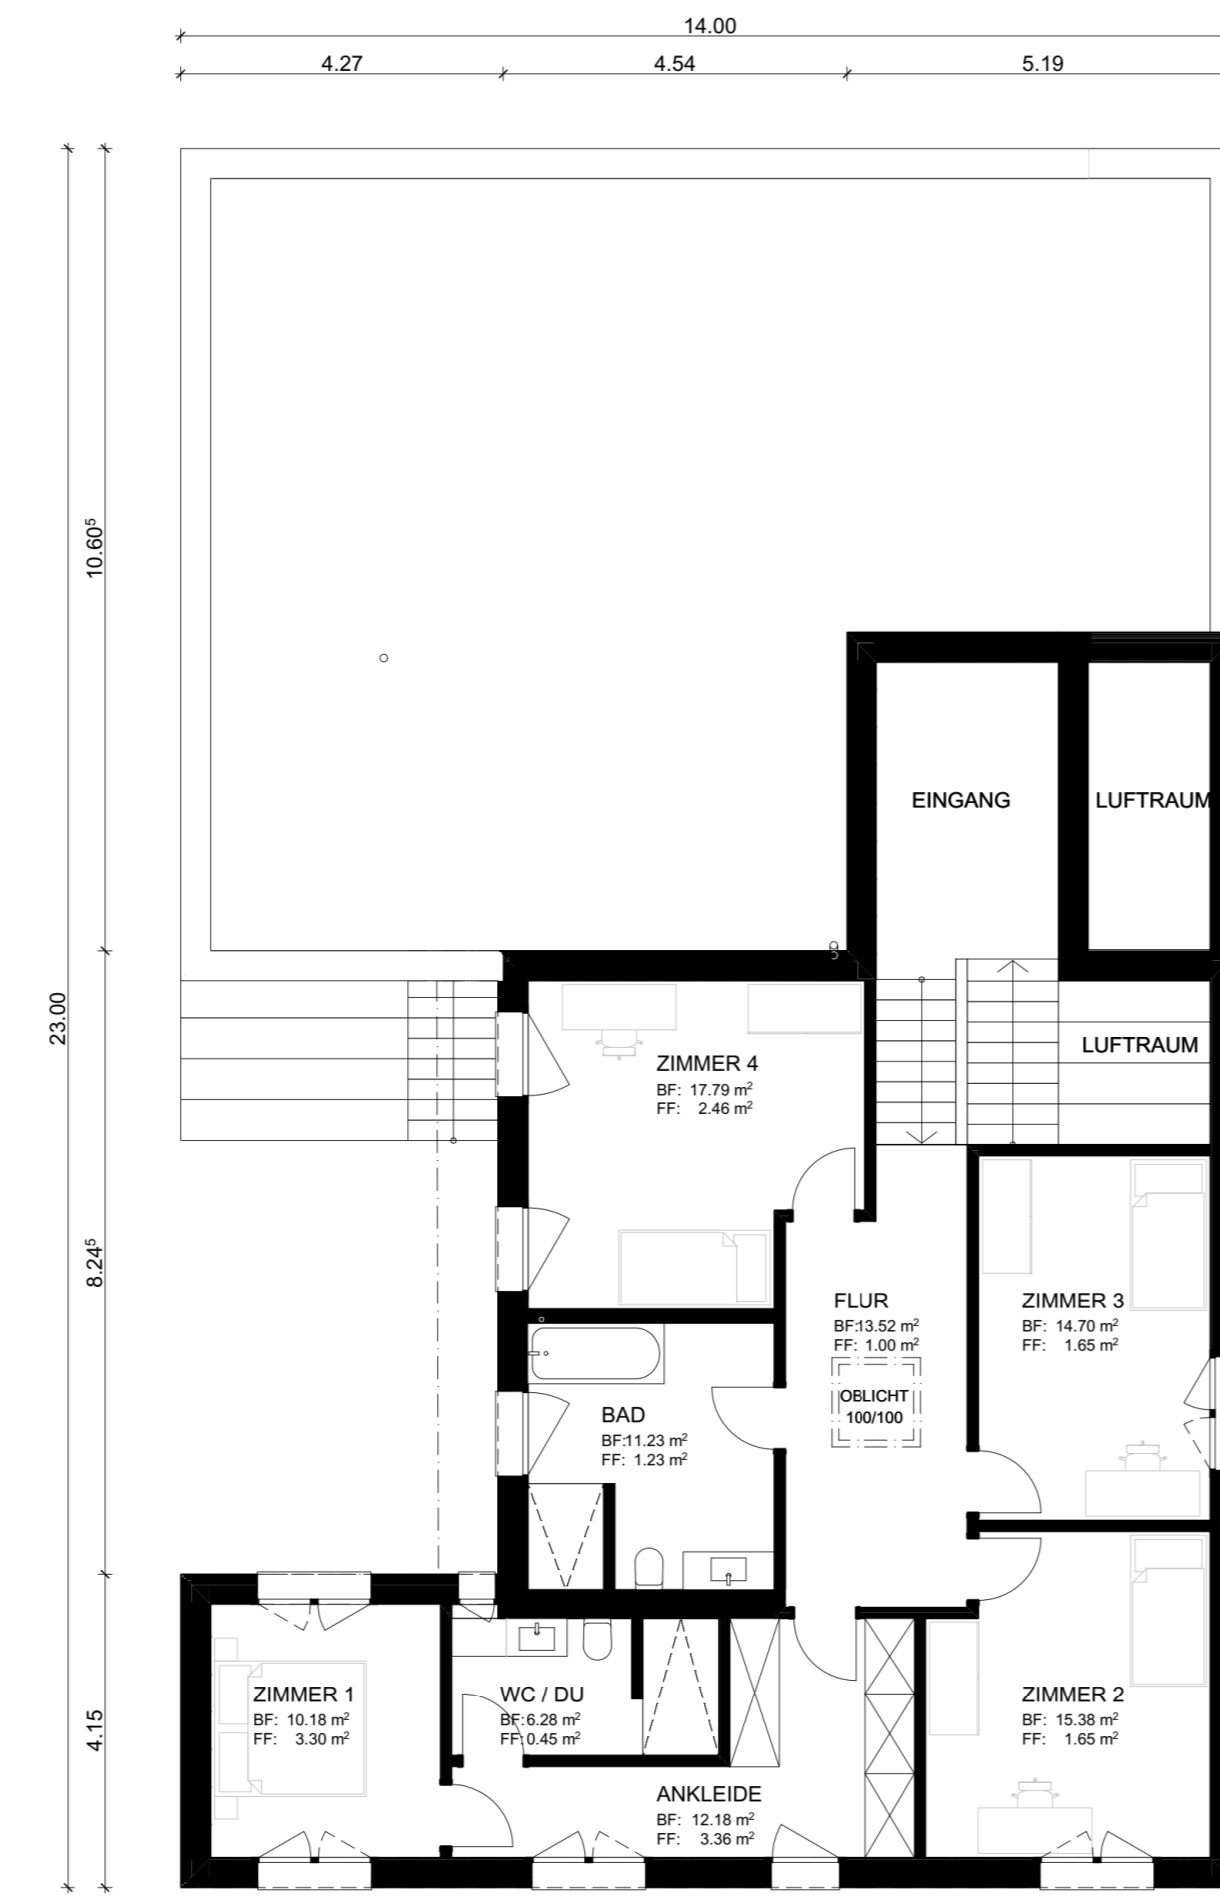 14.00
4.27
4.54
5.19
10.60⁵
23.00
8.24⁵
4.15
EINGANG
LUFTRAUM
LUFTRAUM
ZIMMER 4
BF: 17.79 m²
FF: 2.46 m²
FLUR
BF:13.52 m²
FF: 1.00 m²
OBLICHT
100/100
ZIMMER 3
BF: 14.70 m²
FF: 1.65 m²
BAD
BF:11.23 m²
FF: 1.23 m²
ZIMMER 1
BF: 10.18 m²
FF: 3.30 m²
WC / DU
BF:6.28 m²
FF:0.45 m²
ZIMMER 2
BF: 15.38 m²
FF: 1.65 m²
ANKLEIDE
BF: 12.18 m²
FF: 3.36 m²